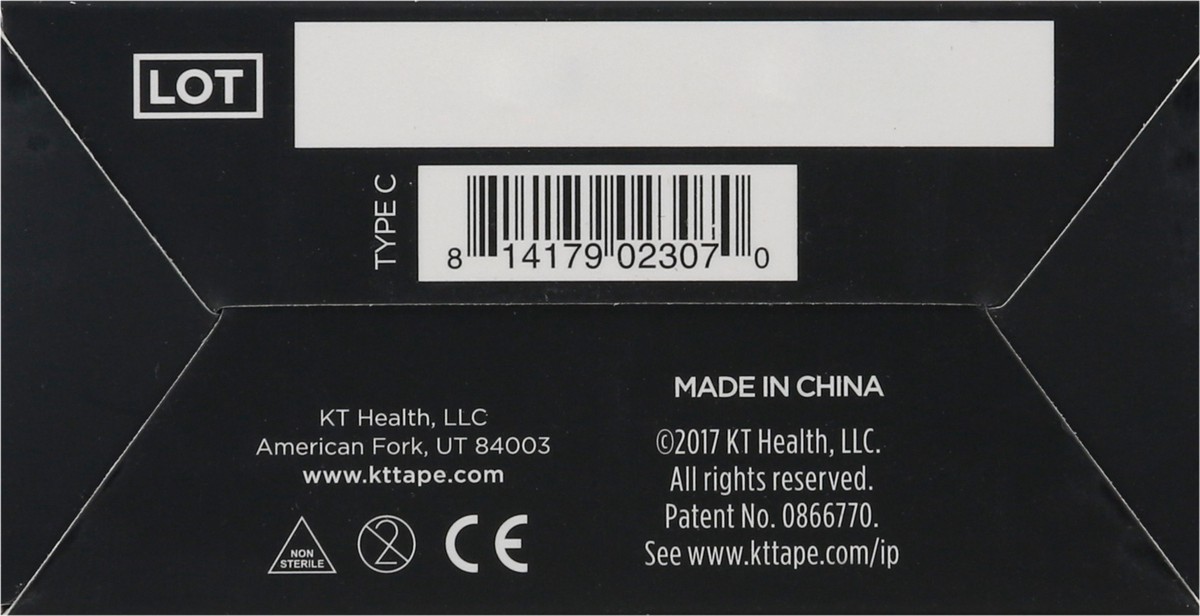 LOT
TYPE C
8 14179 02307 0
MADE IN CHINA
KT Health, LLC
American Fork, UT 84003
www.kttape.com
NON
STERILE
2
CE
©2017 KT Health, LLC.
All rights reserved.
Patent No. 0866770.
See www.kttape.com/ip